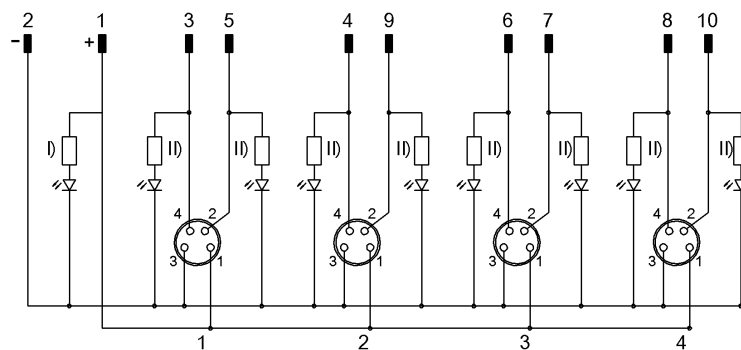 2 1 3 5 4 9 6 7 8 10
- +
I) II) II) II) II) II) II) II) II)
4 2 4 2 4 2 4 2
3 1 3 1 3 1 3 1
1 2 3 4